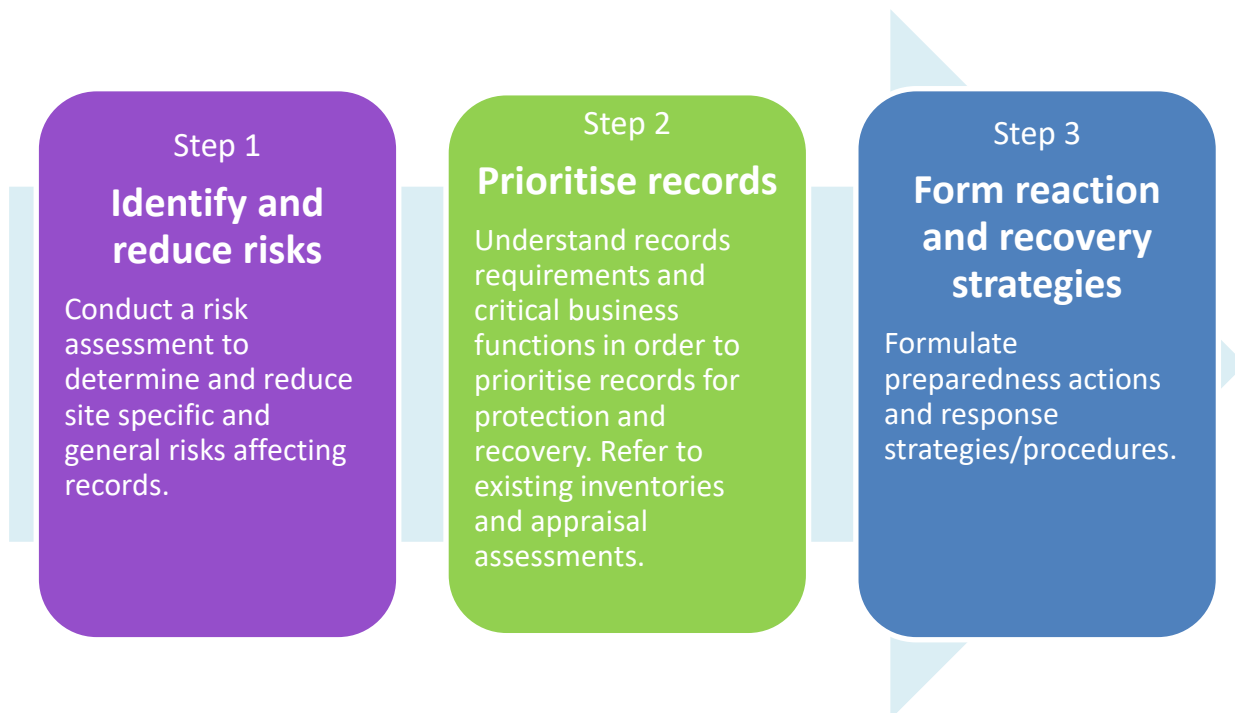 Step 1
Identify and
reduce risks
Conduct a risk
assessment to
determine and reduce
site specific and
general risks affecting
records.
Step 2
Prioritise records
Understand records
requirements and
critical business
functions in order to
prioritise records for
protection and
recovery. Refer to
existing inventories
and appraisal
assessments.
Step 3
Form reaction
and recovery
strategies
Formulate
preparedness actions
and response
strategies/procedures.